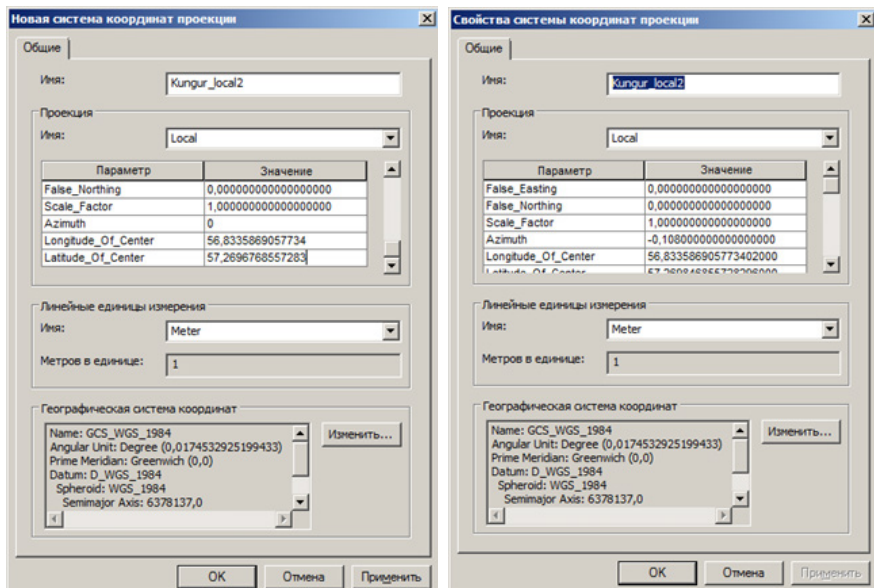 Новая система координат проекции
Общие
Имя:
Kungur_local2
Проекция
Имя:
Local
Параметр Значение
False_Northing 0,000000000000000000
Scale_Factor 1,000000000000000000
Azimuth 0
Longitude_Of_Center 56,8335869057734
Latitude_Of_Center 57,2696768557283
Линейные единицы измерения
Имя:
Meter
Метров в единице:
1
Географическая система координат
Name: GCS_WGS_1984
Angular Unit: Degree (0,0174532925199433)
Prime Meridian: Greenwich (0,0)
Datum: D_WGS_1984
Spheroid: WGS_1984
Semimajor Axis: 6378137,0
Изменить...
OK Отмена Применить
Свойства системы координат проекции
Общие
Имя:
Kungur_local2
Проекция
Имя:
Local
Параметр Значение
False_Easting 0,000000000000000000
False_Northing 0,000000000000000000
Scale_Factor 1,000000000000000000
Azimuth -0,108000000000000000
Longitude_Of_Center 56,833586905773402000
Latitude_Of_Center
Линейные единицы измерения
Имя:
Meter
Метров в единице:
1
Географическая система координат
Name: GCS_WGS_1984
Angular Unit: Degree (0,0174532925199433)
Prime Meridian: Greenwich (0,0)
Datum: D_WGS_1984
Spheroid: WGS_1984
Semimajor Axis: 6378137,0
Изменить...
OK Отмена Применить